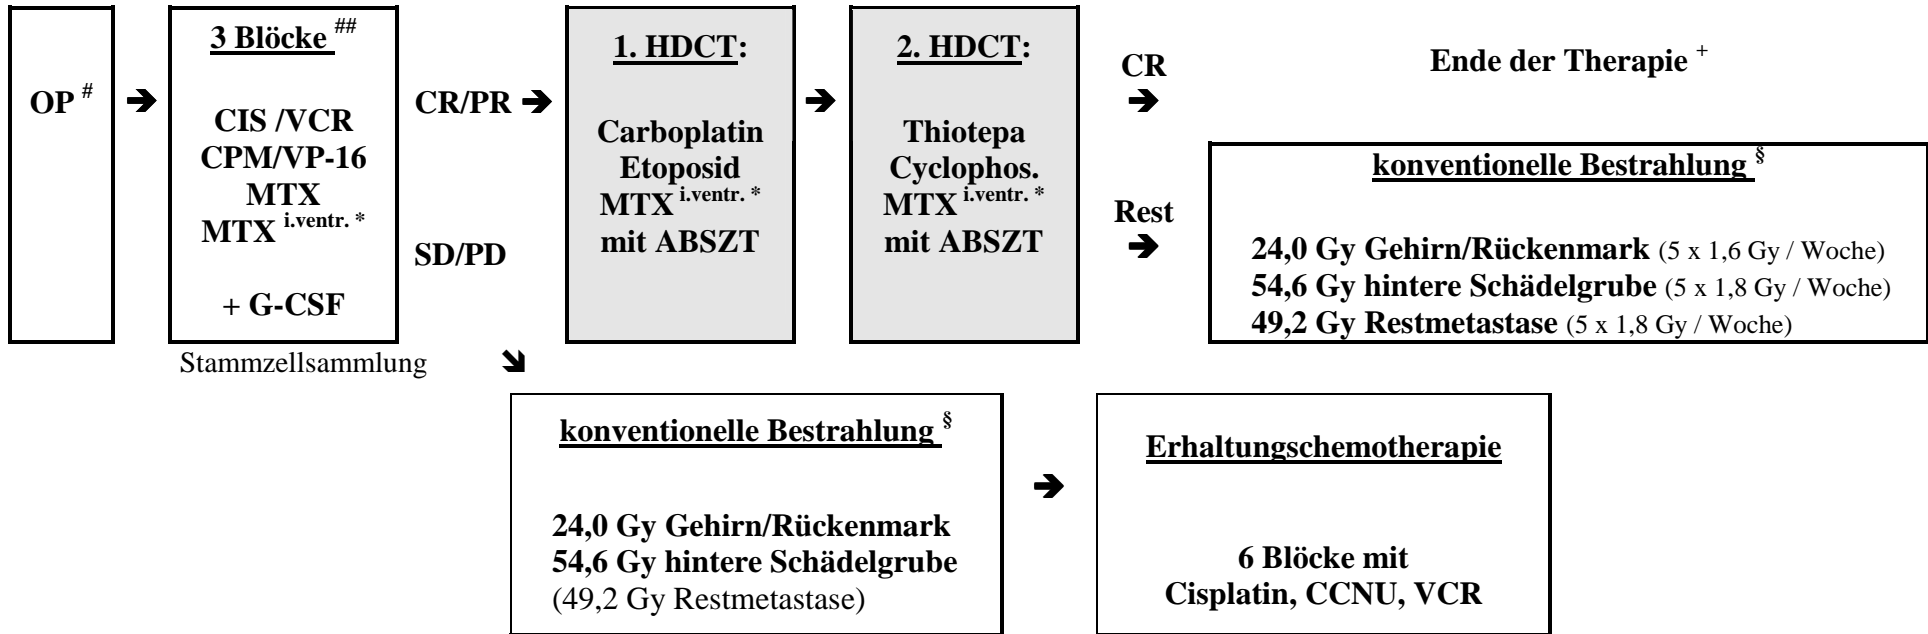 OP #
3 Blöcke ##
CIS /VCR
CPM/VP-16
MTX
MTX i.ventr. *
+ G-CSF
Stammzellsammlung
CR/PR
SD/PD
1. HDCT:
Carboplatin
Etoposid
MTX i.ventr. *
mit ABSZT
2. HDCT:
Thiotepa
Cyclophos.
MTX i.ventr. *
mit ABSZT
CR
Ende der Therapie +
Rest
konventionelle Bestrahlung §
24,0 Gy Gehirn/Rückenmark (5 x 1,6 Gy / Woche)
54,6 Gy hintere Schädelgrube (5 x 1,8 Gy / Woche)
49,2 Gy Restmetastase (5 x 1,8 Gy / Woche)
konventionelle Bestrahlung §
24,0 Gy Gehirn/Rückenmark
54,6 Gy hintere Schädelgrube
(49,2 Gy Restmetastase)
Erhaltungschemotherapie
6 Blöcke mit
Cisplatin, CCNU, VCR